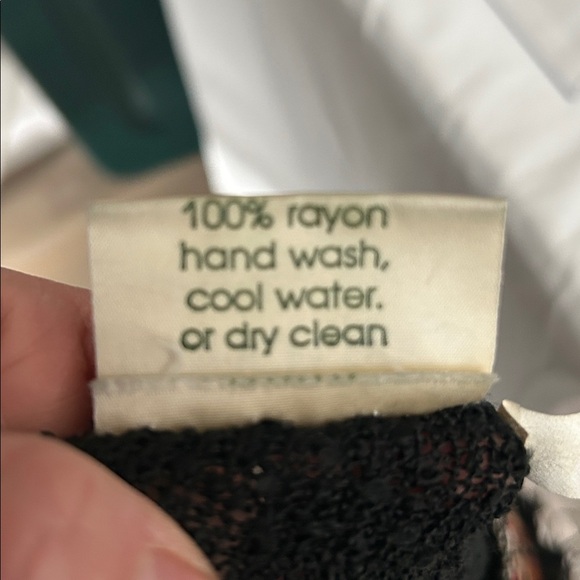 100% rayon
hand wash,
cool water.
or dry clean